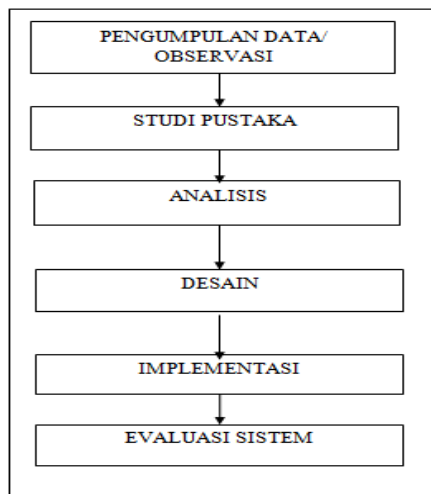 PENGUMPULAN DATA/
OBSERVASI
STUDI PUSTAKA
ANALISIS
DESAIN
IMPLEMENTASI
EVALUASI SISTEM